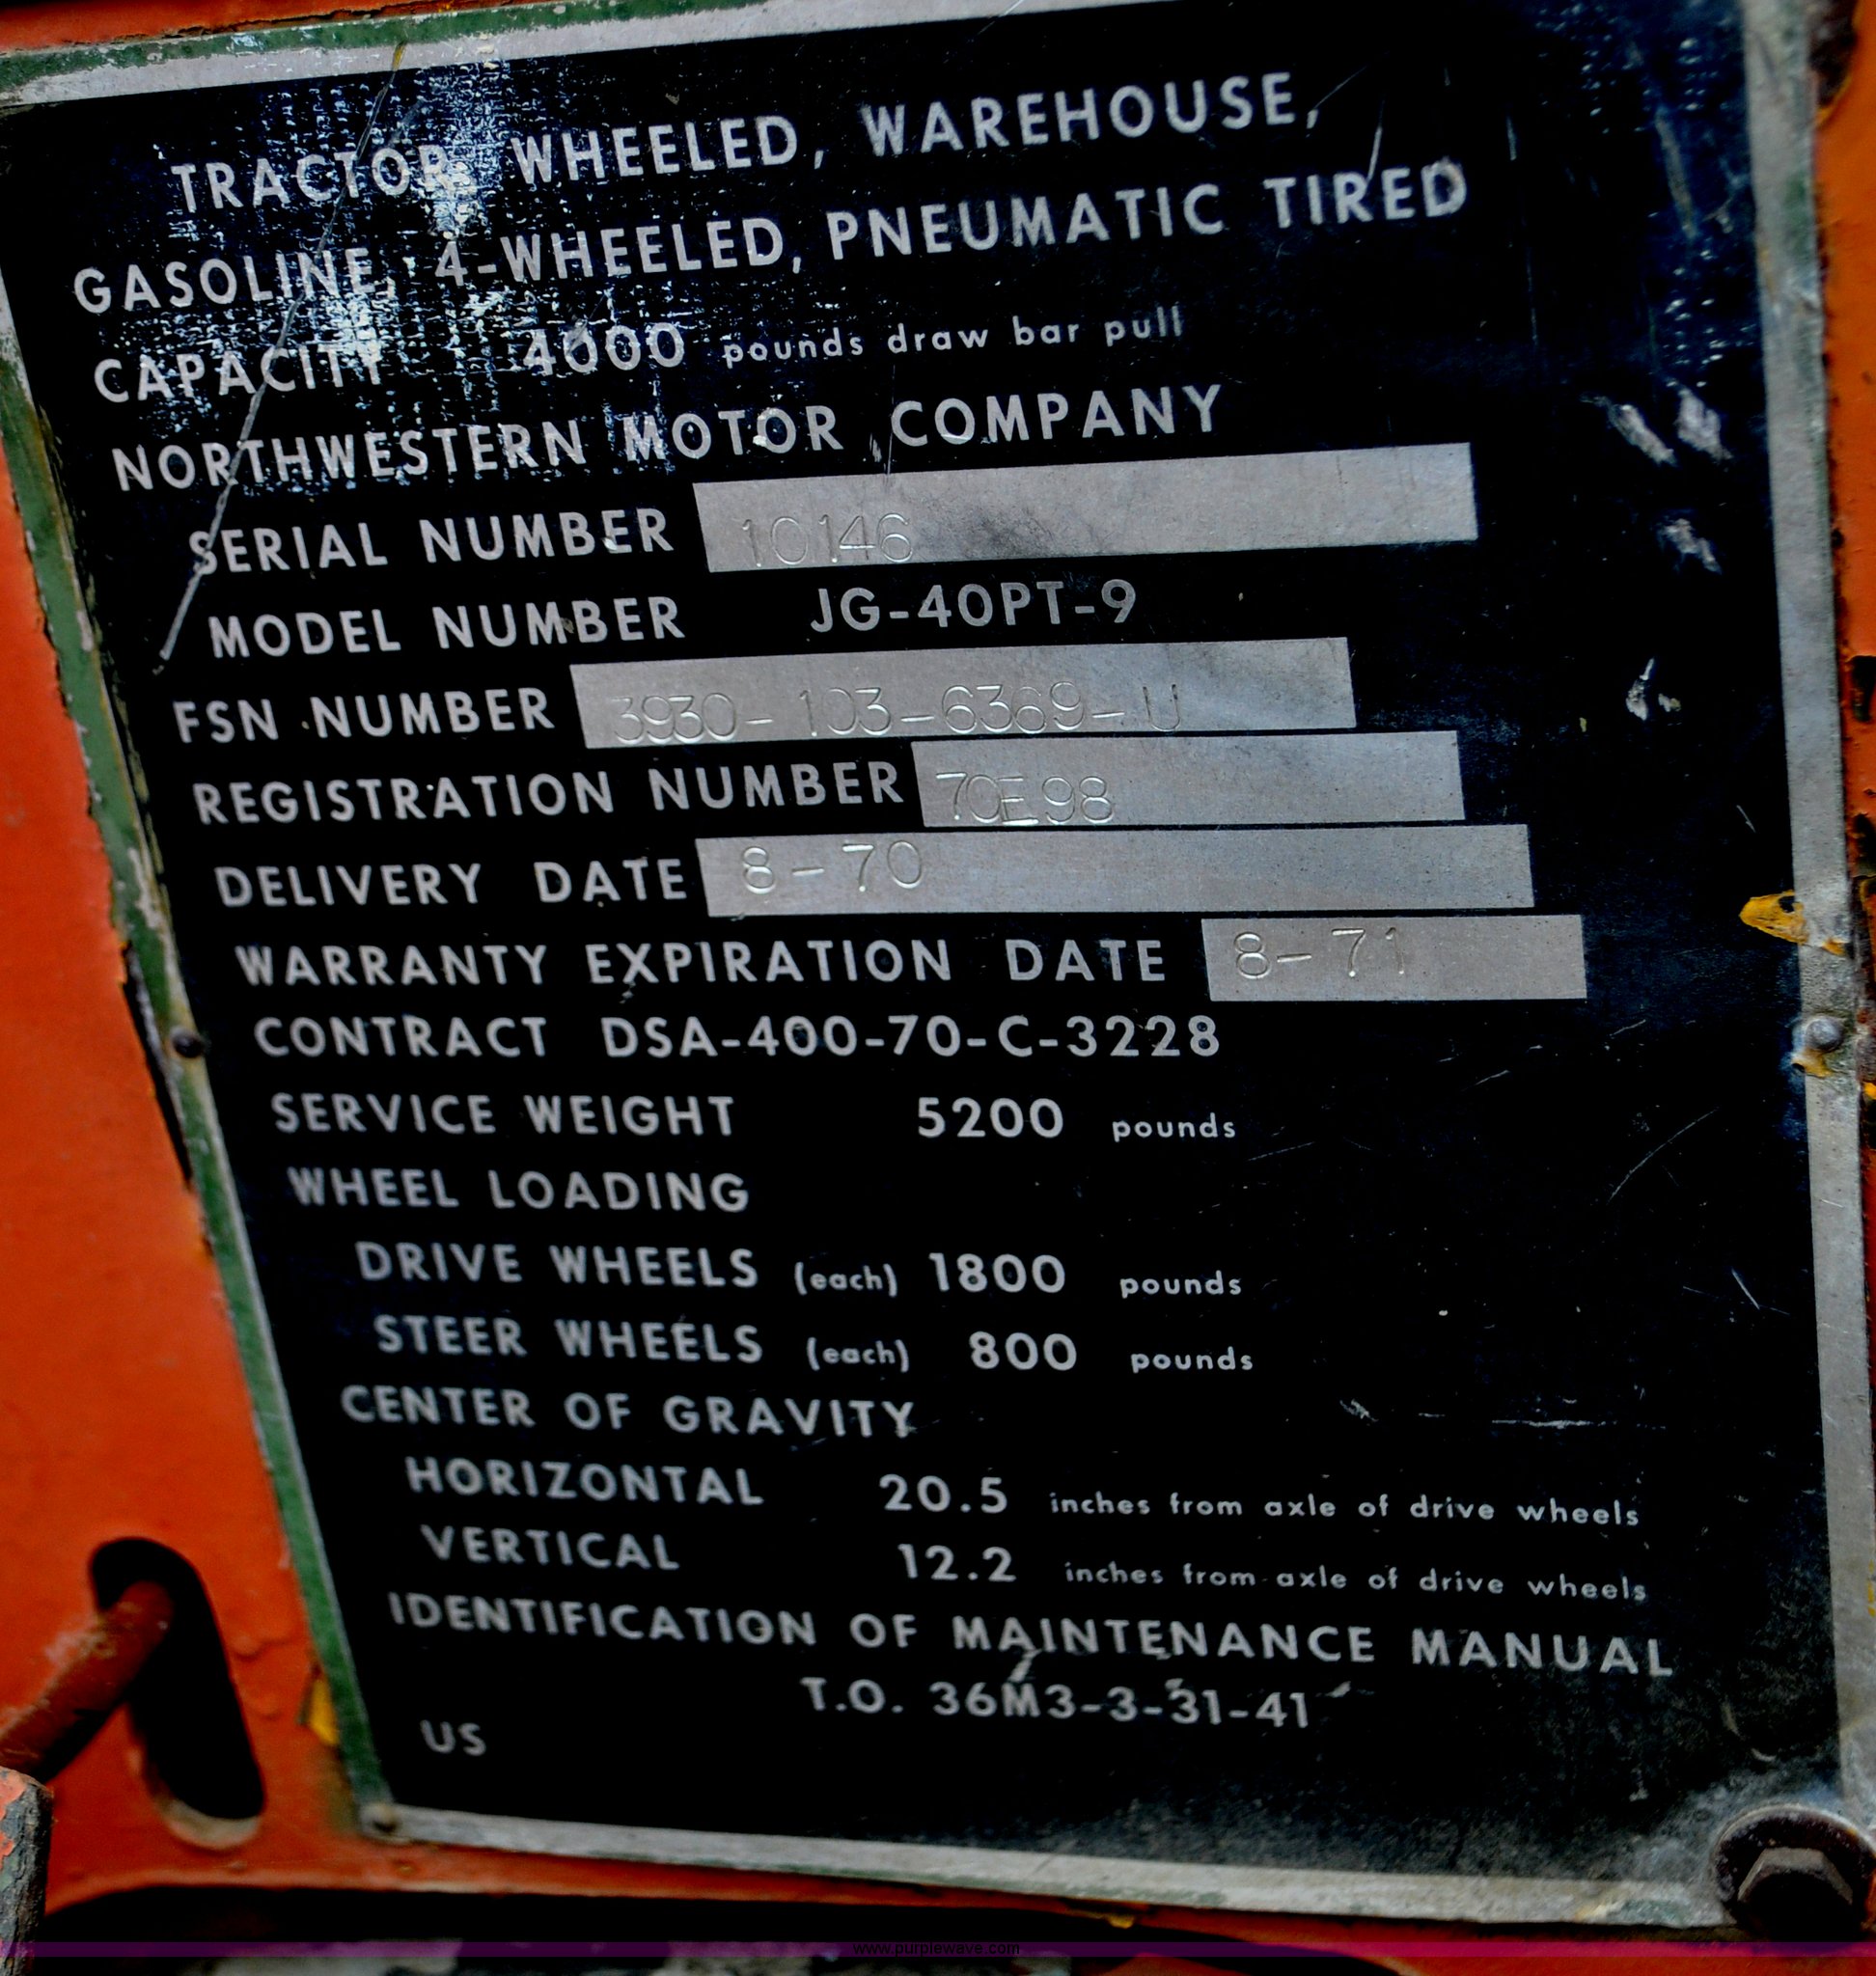 TRACTOR, WHEELED, WAREHOUSE,
GASOLINE, 4-WHEELED, PNEUMATIC TIRED
CAPACITY 4000 pounds draw bar pull
NORTHWESTERN MOTOR COMPANY
SERIAL NUMBER 10146
MODEL NUMBER JG-40PT-9
FSN NUMBER 3930-103-6369-U
REGISTRATION NUMBER 70E98
DELIVERY DATE 8-70
WARRANTY EXPIRATION DATE 8-71
CONTRACT DSA-400-70-C-3228
SERVICE WEIGHT 5200 pounds
WHEEL LOADING
DRIVE WHEELS (each) 1800 pounds
STEER WHEELS (each) 800 pounds
CENTER OF GRAVITY
HORIZONTAL 20.5 inches from axle of drive wheels
VERTICAL 12.2 inches from axle of drive wheels
IDENTIFICATION OF MAINTENANCE MANUAL
T.O. 36M3-3-31-41
US
www.purplewave.com